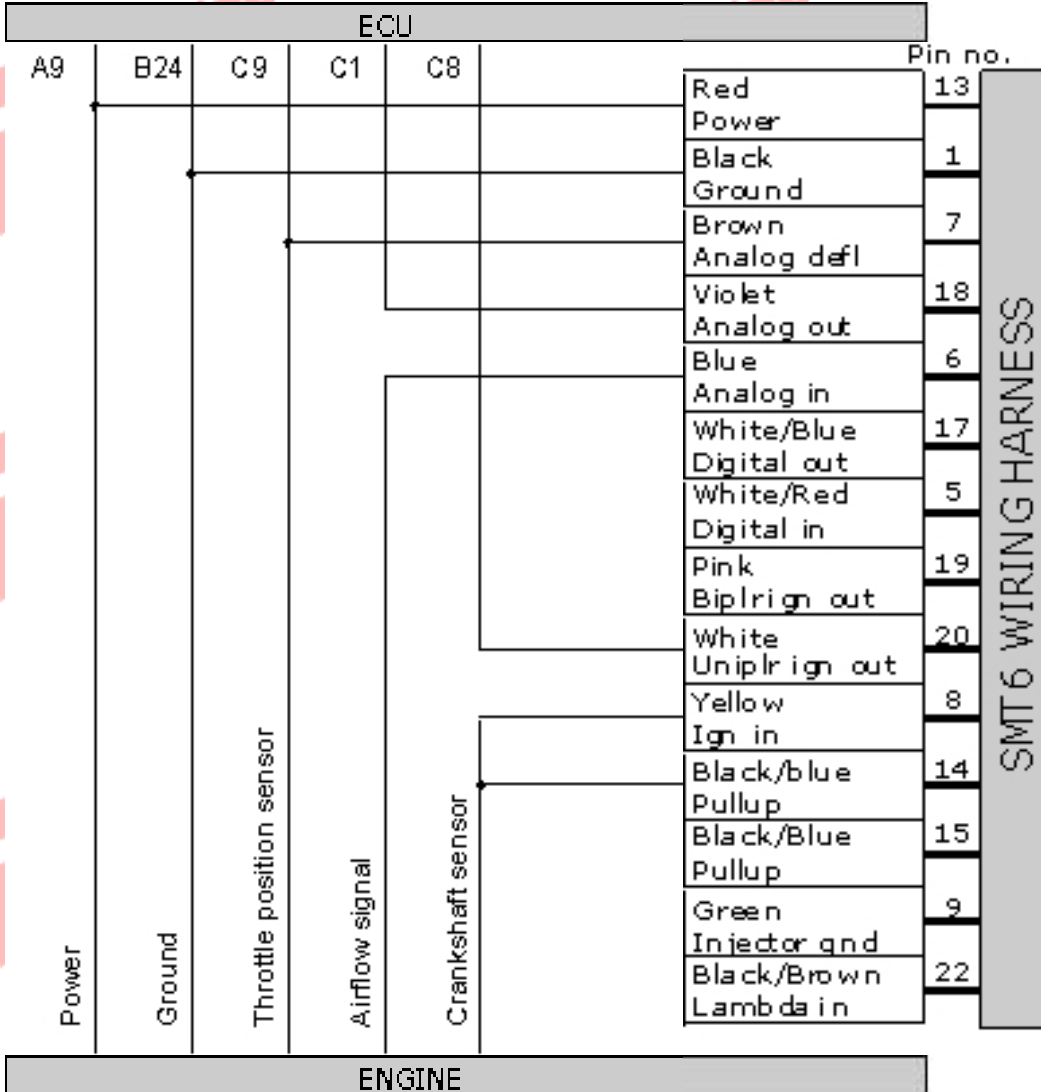 ECU
A9 B24 C9 C1 C8
Pin no.
Red 13
Power
Black 1
Ground
Brown 7
Analog defl
Violet 18
Analog out
Blue 6
Analog in
White/Blue 17
Digital out
White/Red 5
Digital in
Pink 19
Biplrign out
White 20
Uniplrign out
Yellow 8
Ign in
Black/blue 14
Pullup
Black/Blue 15
Pullup
Green 9
Injector gnd
Black/Brown 22
Lambda in
SMT6 WIRING HARNESS
Power
Ground
Throttle position sensor
Airflow signal
Crankshaft sensor
ENGINE